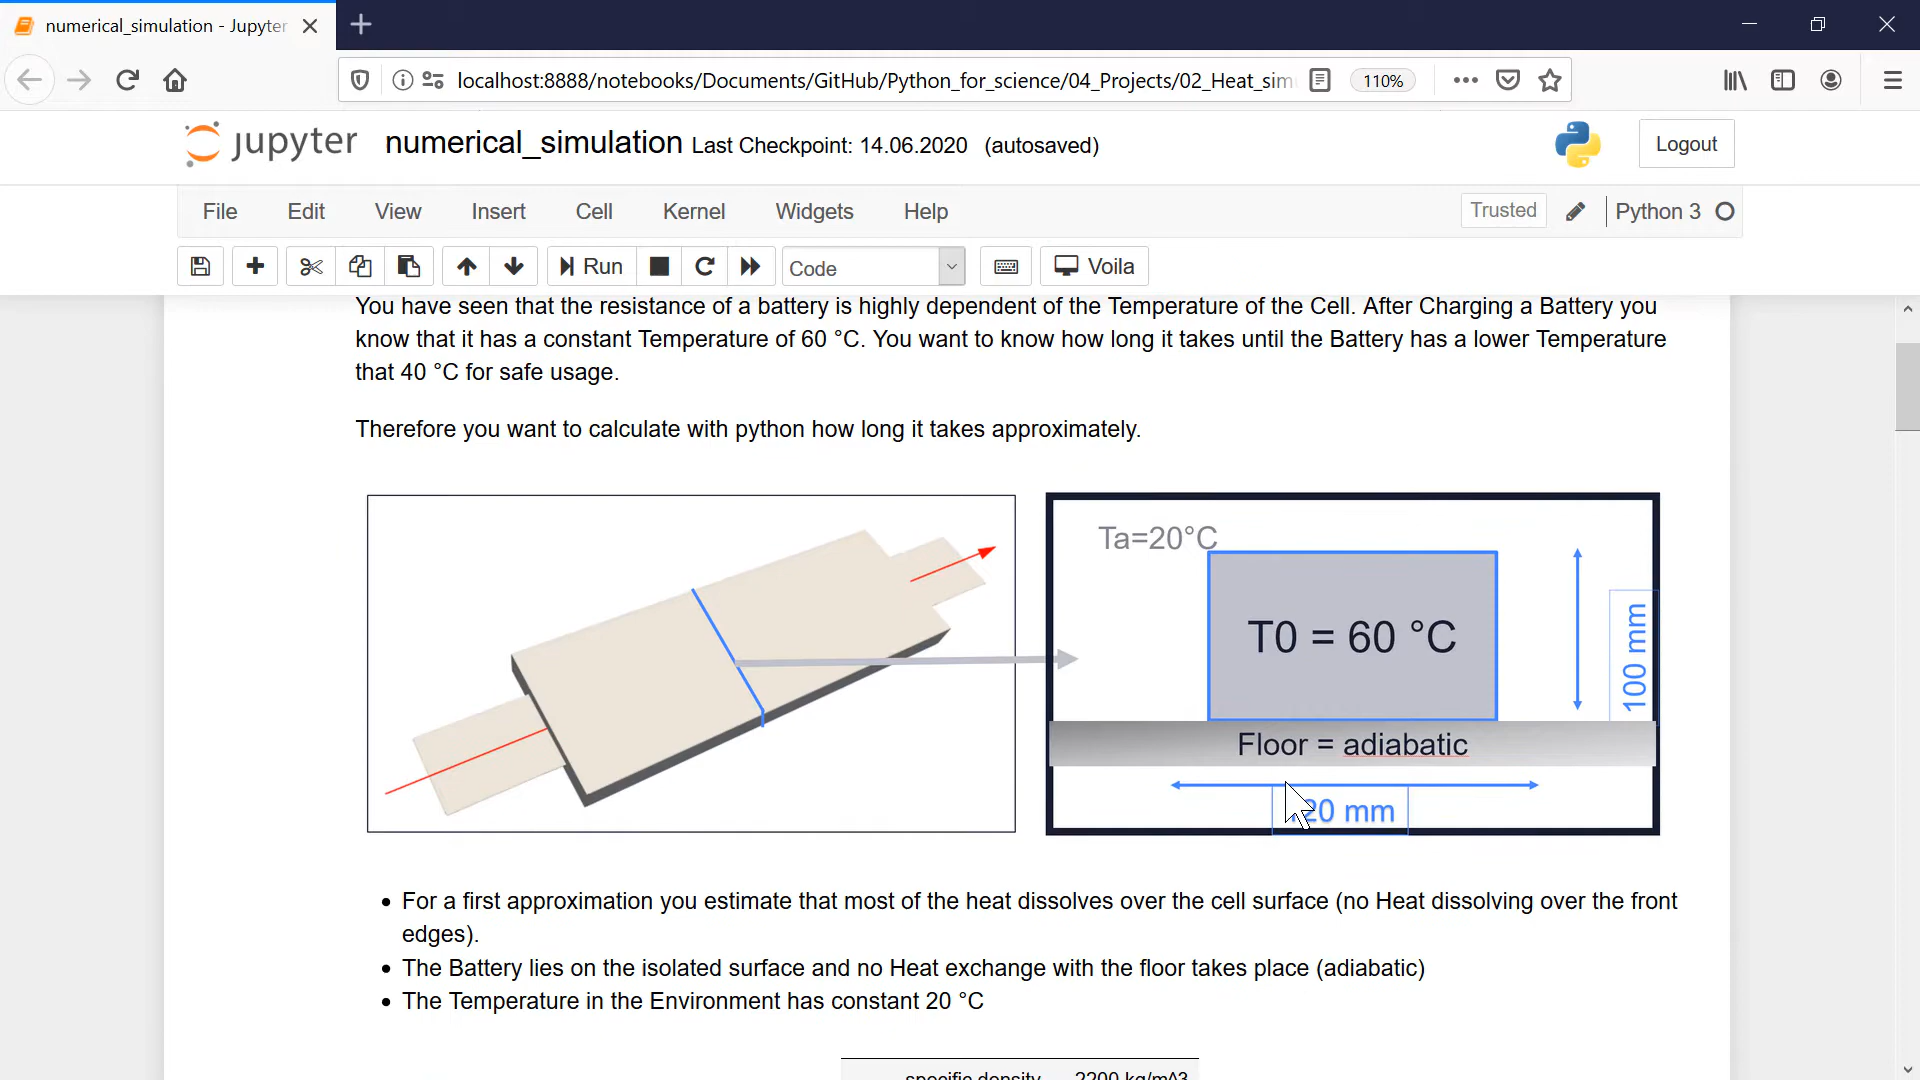 numerical_simulation - Jupyter
localhost:8888/notebooks/Documents/GitHub/Python_for_science/04_Projects/02_Heat_sim
110%
jupyter numerical_simulation Last Checkpoint: 14.06.2020 (autosaved)
Logout
File Edit View Insert Cell Kernel Widgets Help
Trusted
Python 3
Run
Code
Voila
You have seen that the resistance of a battery is highly dependent of the Temperature of the Cell. After Charging a Battery you
know that it has a constant Temperature of 60 °C. You want to know how long it takes until the Battery has a lower Temperature
that 40 °C for safe usage.
Therefore you want to calculate with python how long it takes approximately.
Ta=20°C
T0 = 60 °C
100 mm
Floor = adiabatic
mm
For a first approximation you estimate that most of the heat dissolves over the cell surface (no Heat dissolving over the front
edges).
The Battery lies on the isolated surface and no Heat exchange with the floor takes place (adiabatic)
The Temperature in the Environment has constant 20 °C
specific density 2200 kg/m^3